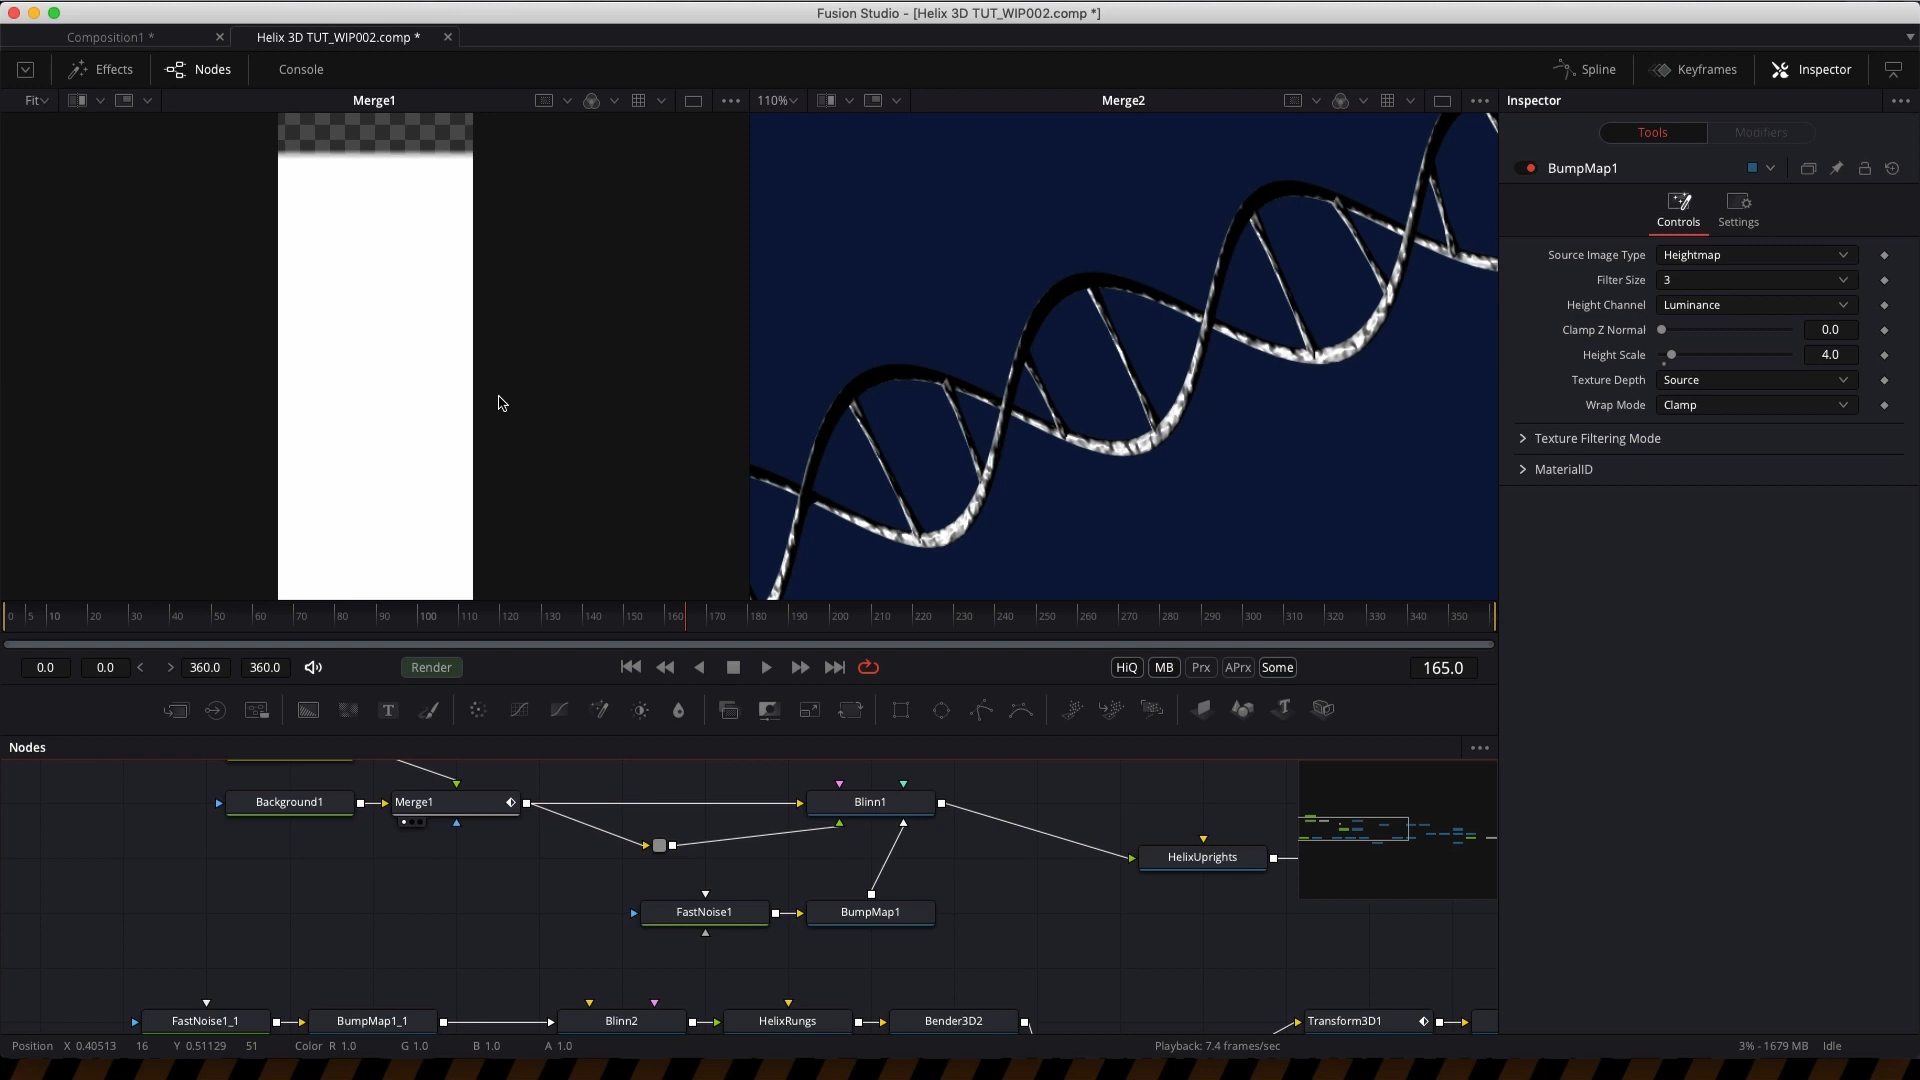 Fusion Studio - [Helix 3D TUT_WIP002.comp *]
Composition1 *
Helix 3D TUT_WIP002.comp *
Effects Nodes Console Spline Keyframes Inspector
Fit Merge1 110% Merge2 Inspector
Tools Modifiers
BumpMap1
Controls Settings
Source Image Type Heightmap
Filter Size 3
Height Channel Luminance
Clamp Z Normal 0.0
Height Scale 4.0
Texture Depth Source
Wrap Mode Clamp
Texture Filtering Mode
MaterialID
0 5 10 20 30 40 50 60 70 80 90 100 110 120 130 140 150 160 170 180 190 200 210 220 230 240 250 260 270 280 290 300 310 320 330 340 350
0.0 0.0 360.0 360.0 Render HiQ MB Prx APrx Some 165.0
T
Nodes
Background1 Merge1 Blinn1
HelixUprights
FastNoise1 BumpMap1
FastNoise1_1 BumpMap1_1 Blinn2 HelixRungs Bender3D2 Transform3D1
Position X 0.40513 16 Y 0.51129 51 Color R 1.0 G 1.0 B 1.0 A 1.0 Playback: 7.4 frames/sec 3% - 1679 MB Idle